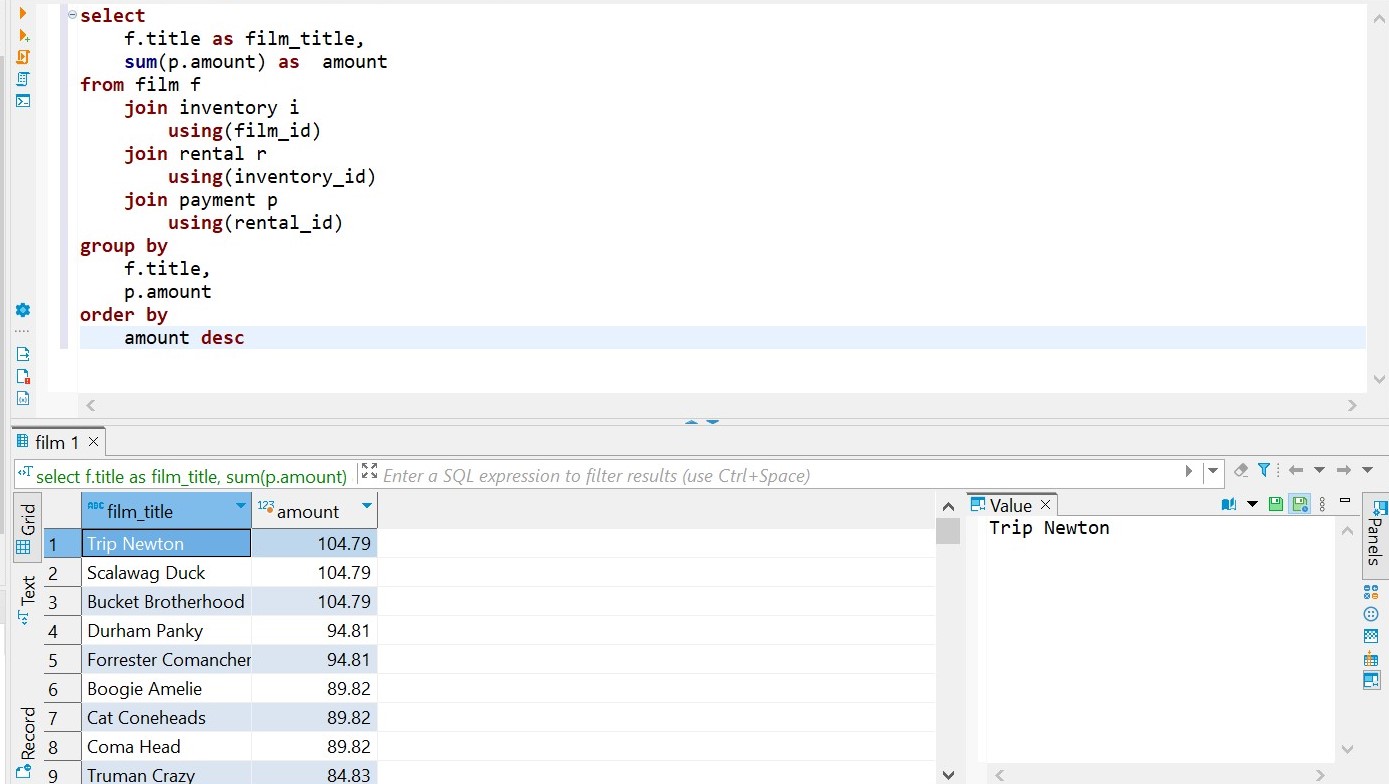 select
f.title as film_title,
sum(p.amount) as  amount
from film f
join inventory i
using(film_id)
join rental r
using(inventory_id)
join payment p
using(rental_id)
group by
f.title,
p.amount
order by
amount desc
film 1
select f.title as film_title, sum(p.amount)
Enter a SQL expression to filter results (use Ctrl+Space)
Grid
Text
Record
ABC film_title 123 amount
1 Trip Newton 104.79
2 Scalawag Duck 104.79
3 Bucket Brotherhood 104.79
4 Durham Panky 94.81
5 Forrester Comancher 94.81
6 Boogie Amelie 89.82
7 Cat Coneheads 89.82
8 Coma Head 89.82
9 Truman Crazy 84.83
Value
Trip Newton
Panels